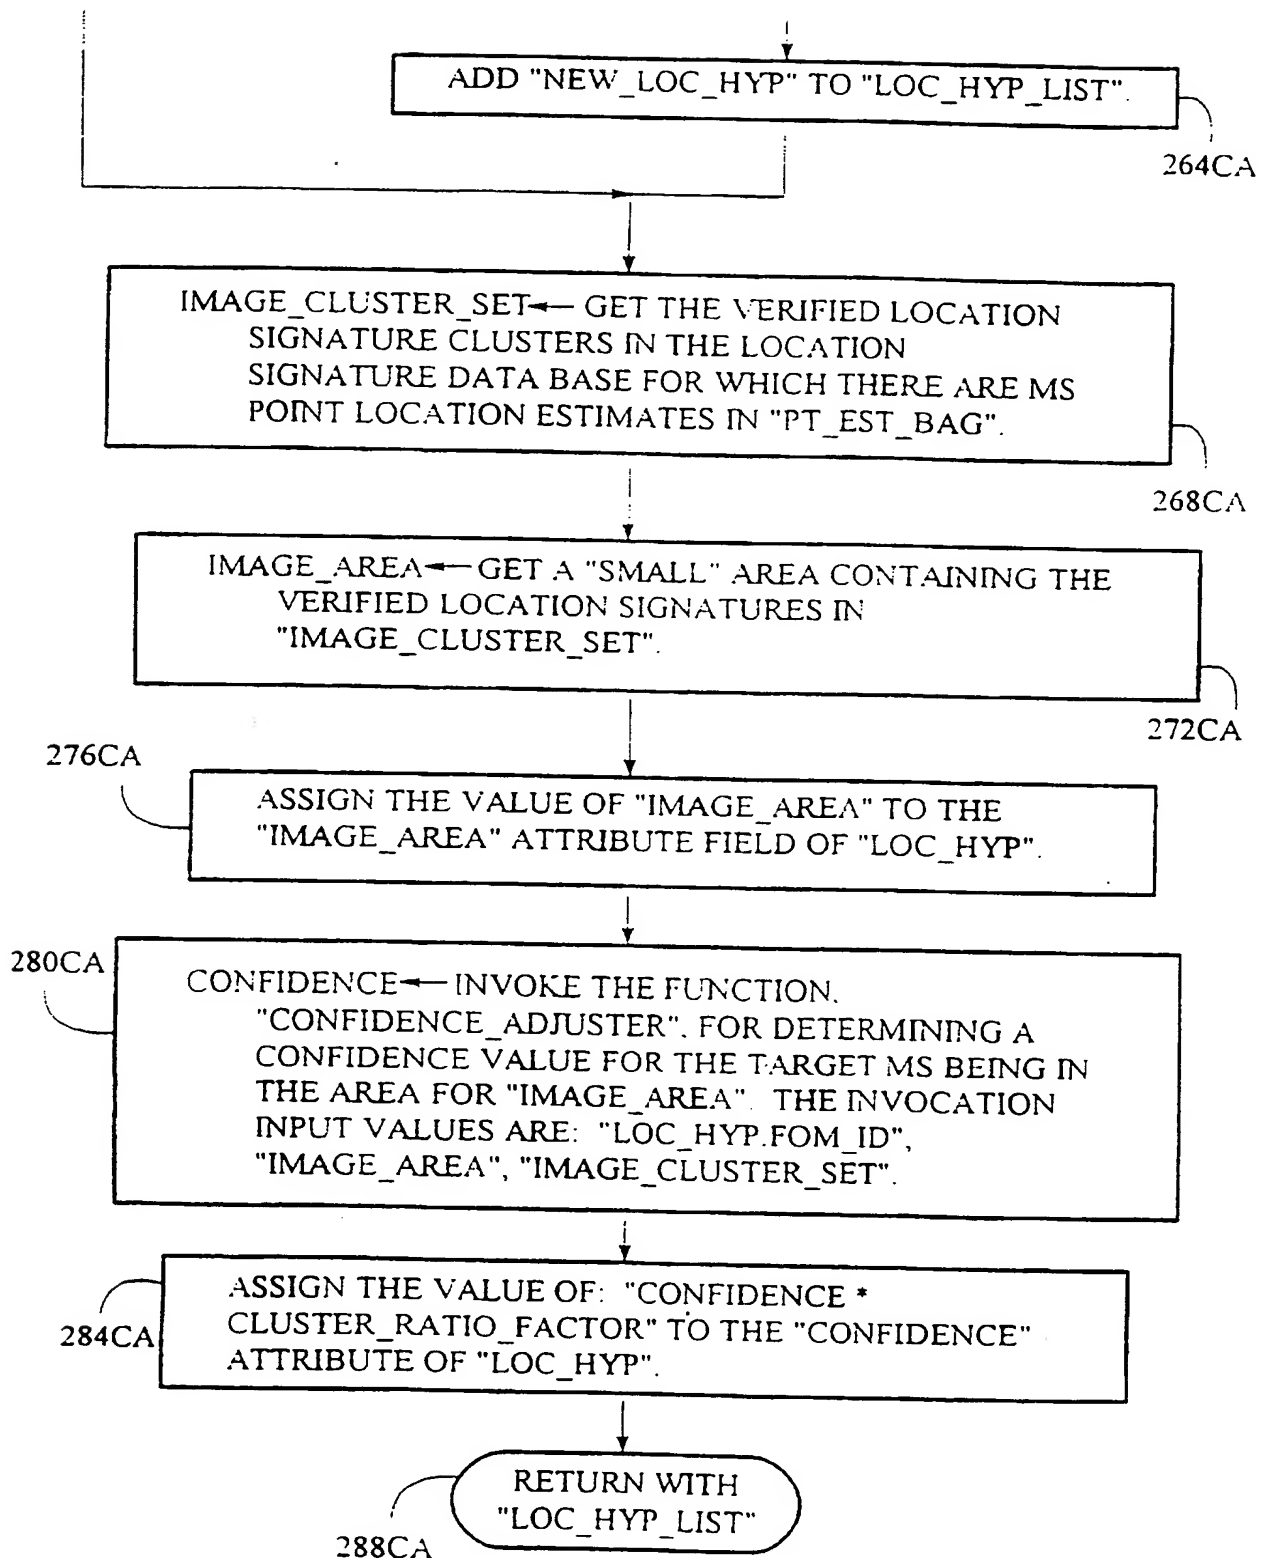 ADD "NEW_LOC_HYP" TO "LOC_HYP_LIST".
264CA
IMAGE_CLUSTER_SET← GET THE VERIFIED LOCATION
SIGNATURE CLUSTERS IN THE LOCATION
SIGNATURE DATA BASE FOR WHICH THERE ARE MS
POINT LOCATION ESTIMATES IN "PT_EST_BAG".
268CA
IMAGE_AREA← GET A "SMALL" AREA CONTAINING THE
VERIFIED LOCATION SIGNATURES IN
"IMAGE_CLUSTER_SET".
272CA
276CA
ASSIGN THE VALUE OF "IMAGE_AREA" TO THE
"IMAGE_AREA" ATTRIBUTE FIELD OF "LOC_HYP".
280CA
CONFIDENCE← INVOKE THE FUNCTION.
"CONFIDENCE_ADJUSTER". FOR DETERMINING A
CONFIDENCE VALUE FOR THE TARGET MS BEING IN
THE AREA FOR "IMAGE_AREA". THE INVOCATION
INPUT VALUES ARE: "LOC_HYP.FOM_ID",
"IMAGE_AREA", "IMAGE_CLUSTER_SET".
284CA
ASSIGN THE VALUE OF: "CONFIDENCE *
CLUSTER_RATIO_FACTOR" TO THE "CONFIDENCE"
ATTRIBUTE OF "LOC_HYP".
RETURN WITH
"LOC_HYP_LIST"
288CA